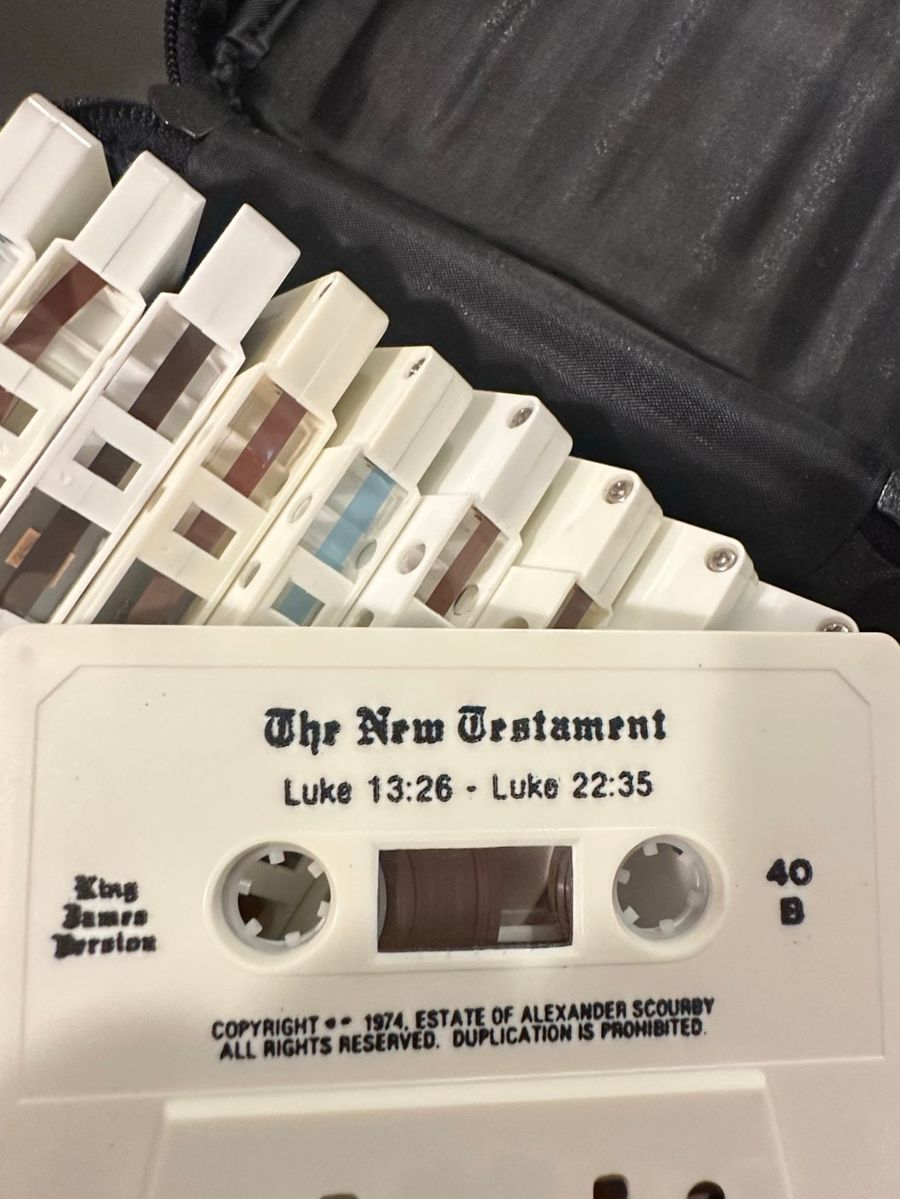 The New Testament
Luke 13:26 - Luke 22:35
King
James
Version
40
B
COPYRIGHT 1974, ESTATE OF ALEXANDER SCOURBY
ALL RIGHTS RESERVED. DUPLICATION IS PROHIBITED.